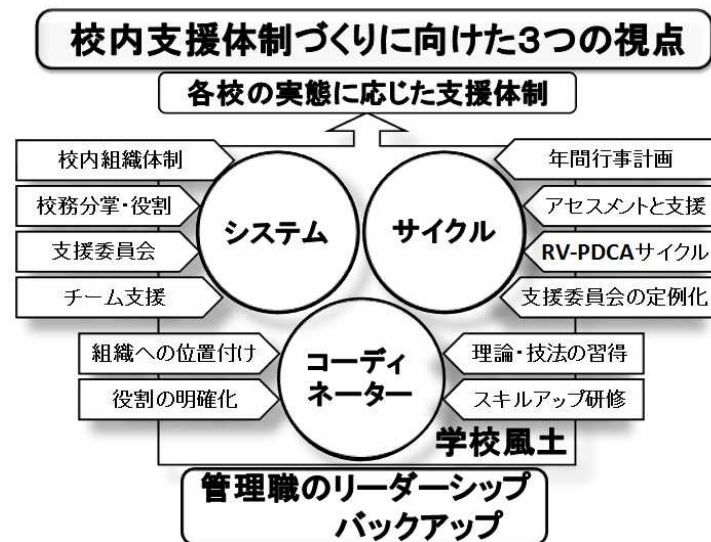 校内支援体制づくりに向けた3つの視点
各校の実態に応じた支援体制
校内組織体制
校務分掌・役割
支援委員会
チーム支援
システム
サイクル
年間行事計画
アセスメントと支援
RV-PDCAサイクル
支援委員会の定例化
組織への位置付け
役割の明確化
コーディ
ネーター
理論・技法の習得
スキルアップ研修
学校風土
管理職のリーダーシップ
バックアップ